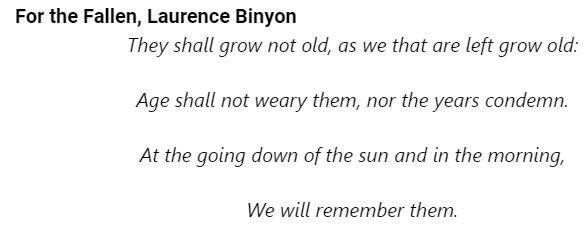 For the Fallen, Laurence Binyon
They shall grow not old, as we that are left grow old:
Age shall not weary them, nor the years condemn.
At the going down of the sun and in the morning,
We will remember them.